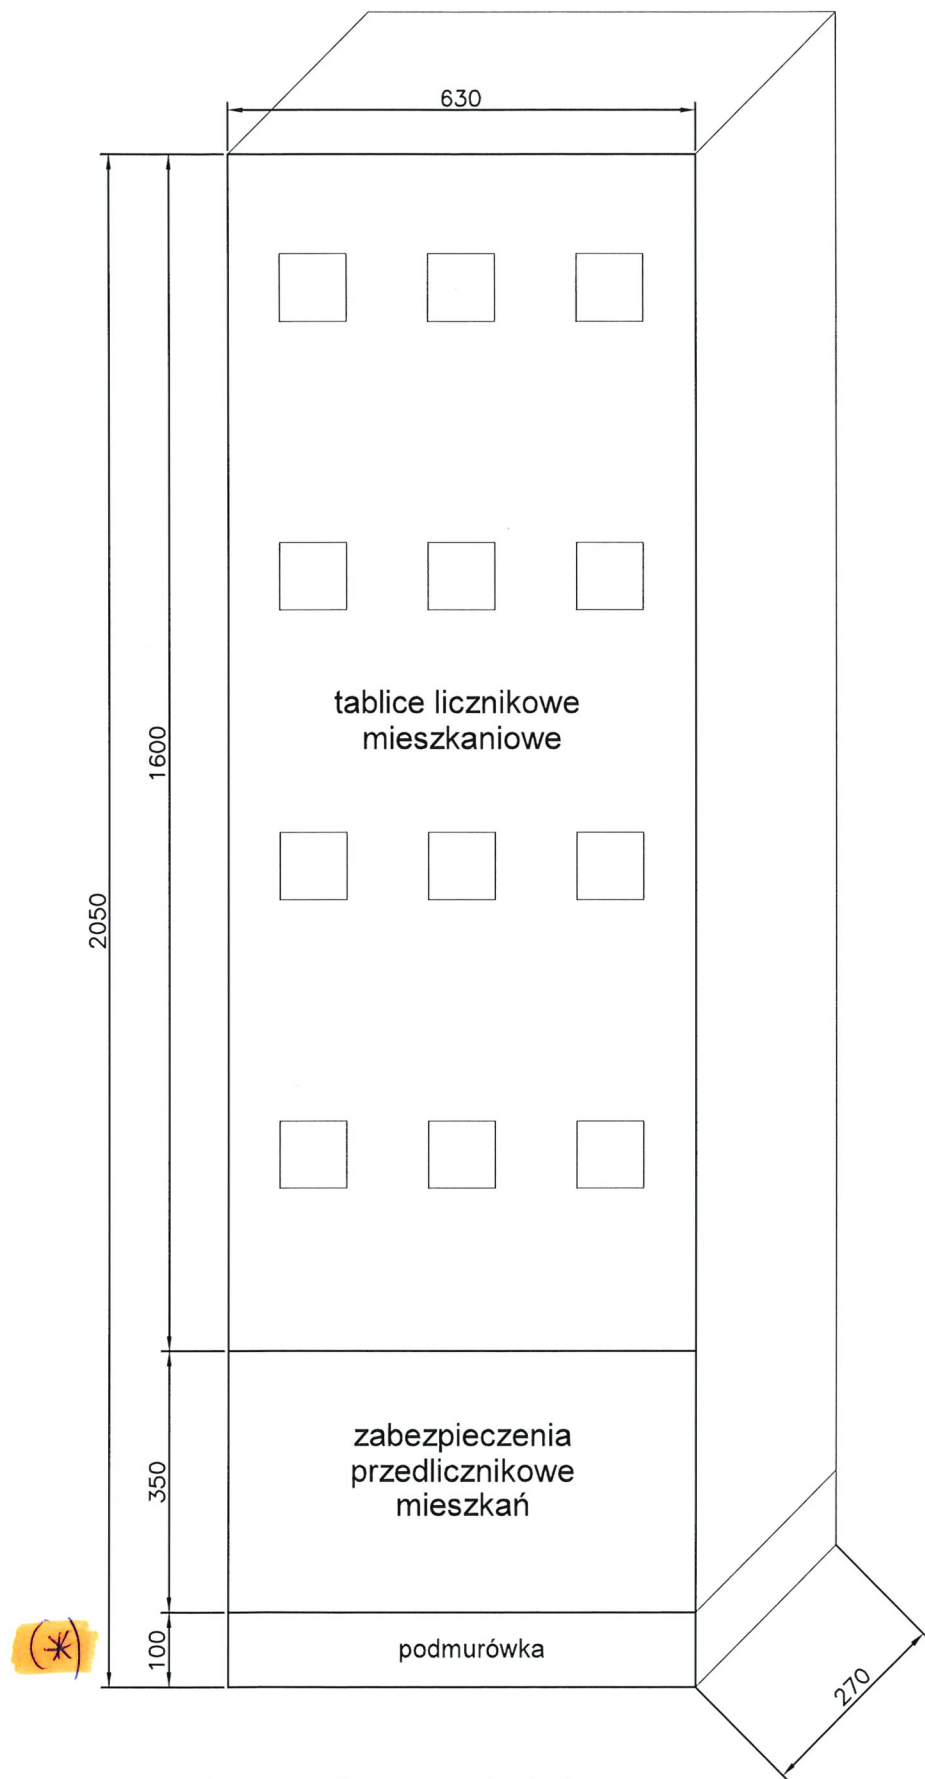 630
tablice licznikowe
mieszkaniowe
1600
2050
zabezpieczenia
przedlicznikowe
mieszkań
350
podmurówka
100
(*)
270